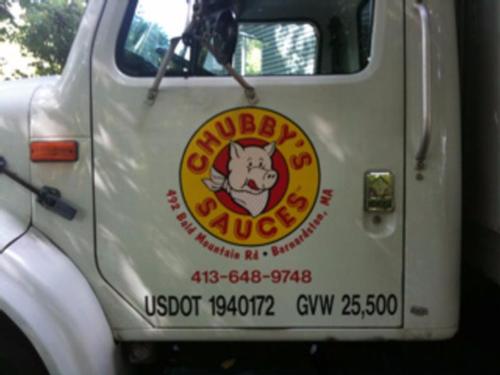 CHUBBY'S
SAUCES
492 Bald Mountain Rd • Bernardston, MA
413-648-9748
USDOT 1940172 GVW 25,500